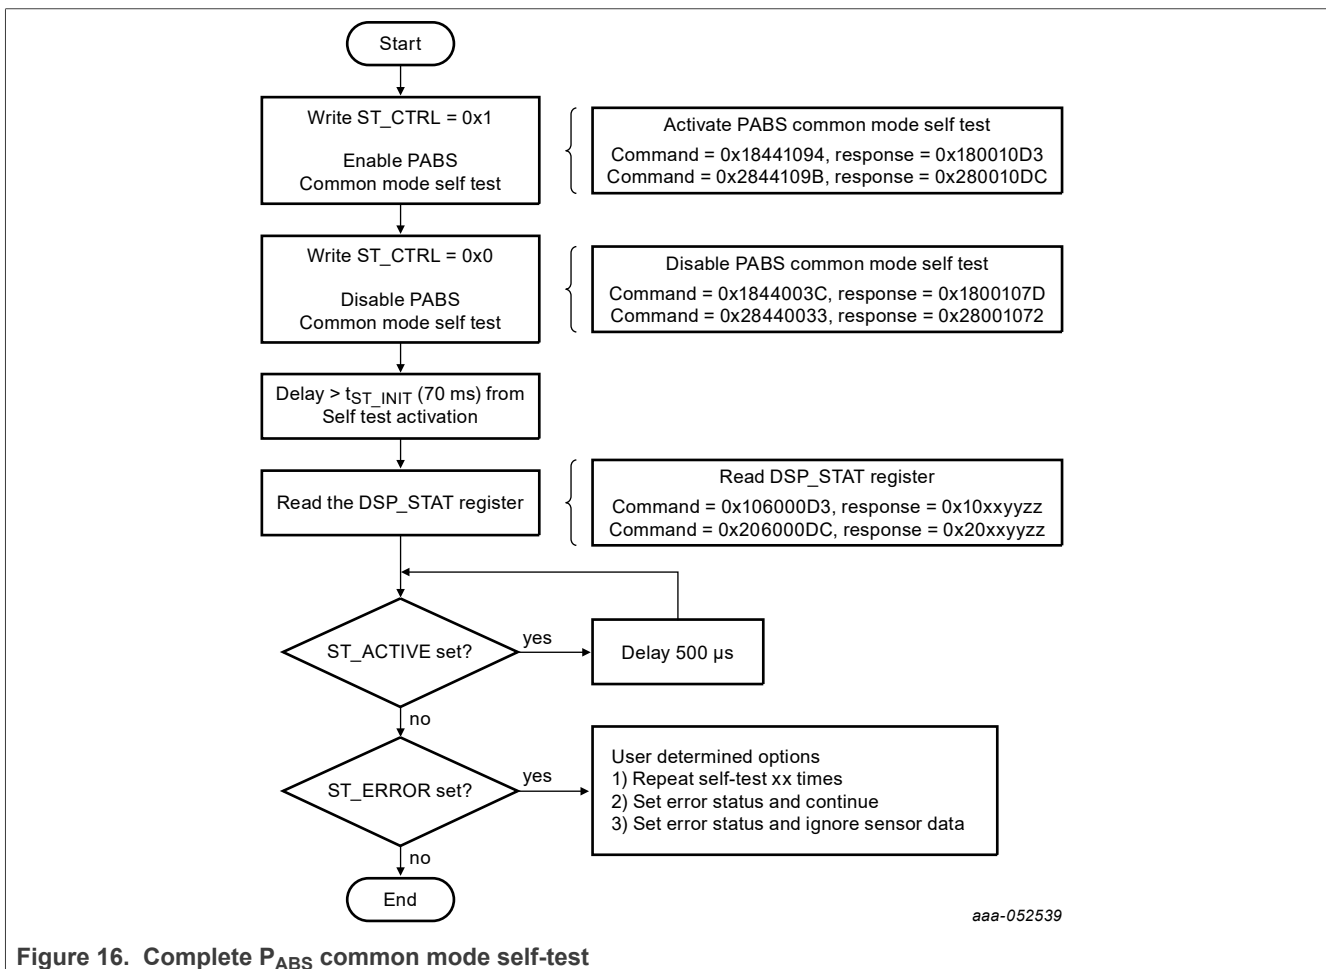 Start
Write ST_CTRL = 0x1
Enable PABS
Common mode self test
Activate PABS common mode self test
Command = 0x18441094, response = 0x180010D3
Command = 0x2844109B, response = 0x280010DC
Write ST_CTRL = 0x0
Disable PABS
Common mode self test
Disable PABS common mode self test
Command = 0x1844003C, response = 0x1800107D
Command = 0x28440033, response = 0x28001072
Delay > tST_INIT (70 ms) from
Self test activation
Read the DSP_STAT register
Read DSP_STAT register
Command = 0x106000D3, response = 0x10xxyyzz
Command = 0x206000DC, response = 0x20xxyyzz
ST_ACTIVE set?
yes
Delay 500 µs
no
ST_ERROR set?
yes
User determined options
1) Repeat self-test xx times
2) Set error status and continue
3) Set error status and ignore sensor data
no
End
aaa-052539
Figure 16. Complete PABS common mode self-test